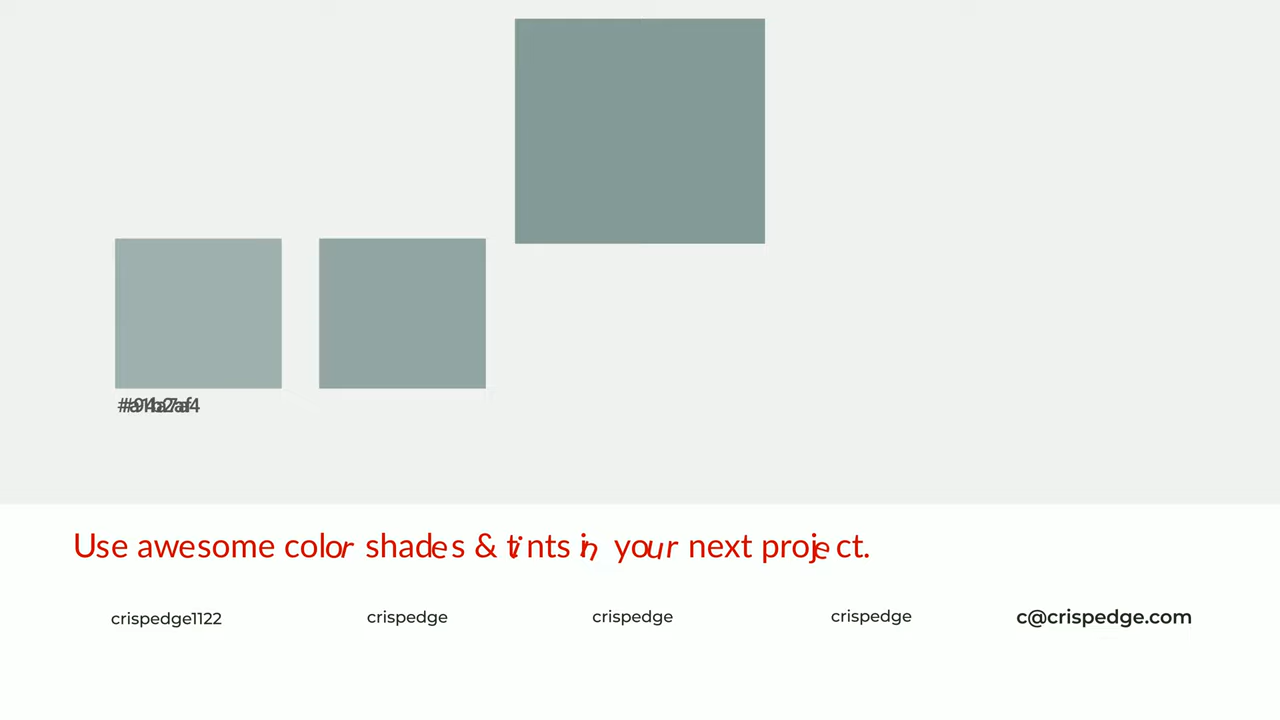 Use awesome color shades & tints in your next project.
crispedge1122 crispedge crispedge crispedge c@crispedge.com